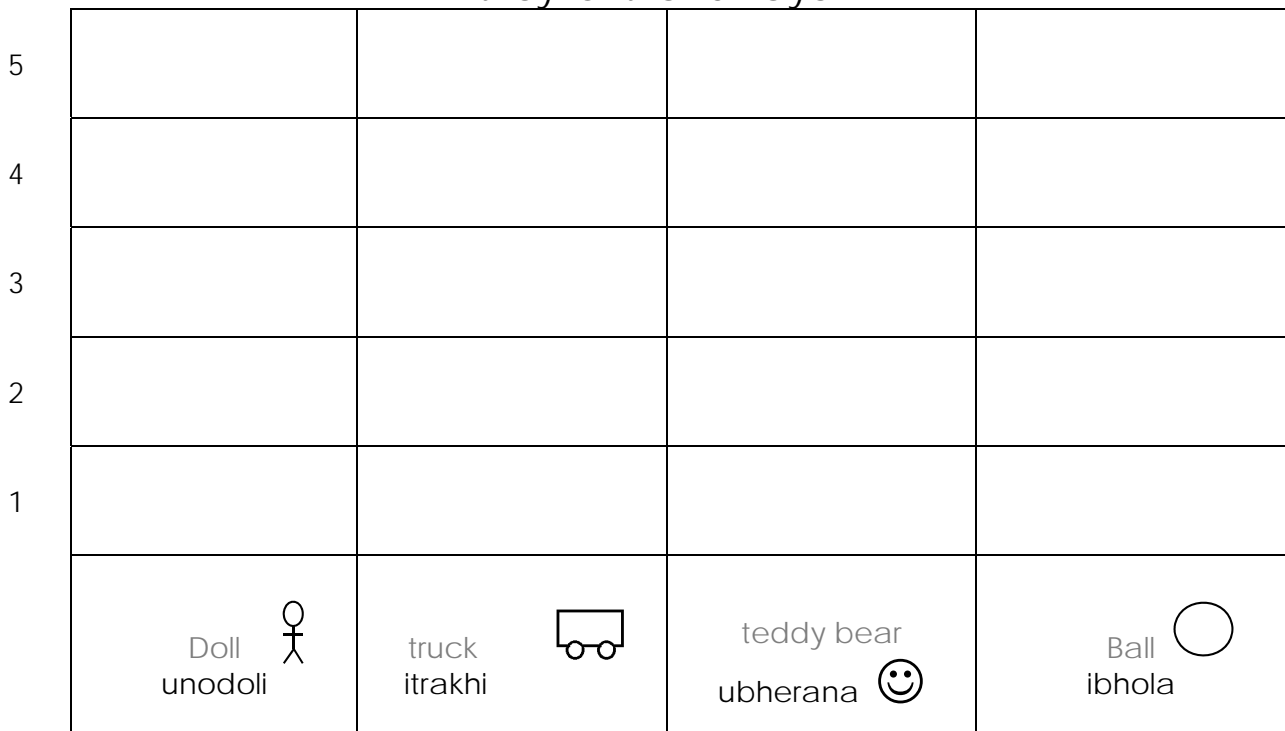 5
4
3
2
1
Doll
unodoli
truck
itrakhi
teddy bear
ubherana
Ball
ibhola